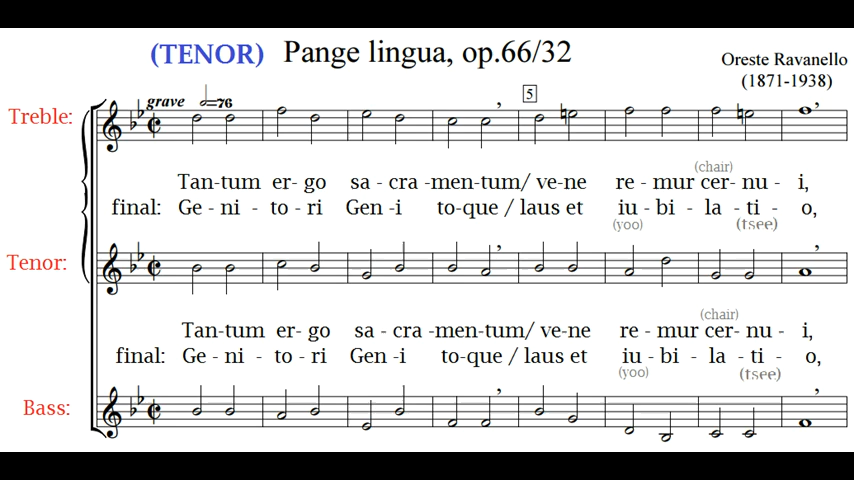 (TENOR) Pange lingua, op.66/32
Oreste Ravanello
(1871-1938)
grave =76
5
Treble:
(chair)
Tan-tum er- go sa - cra -men-tum/ ve-ne re - mur cer- nu - i,
final: Ge - ni - to - ri Gen -i to-que / laus et iu - bi - la - ti - o,
(yoo) (tsee)
Tenor:
(chair)
Tan-tum er- go sa - cra -men-tum/ ve-ne re - mur cer- nu - i,
final: Ge - ni - to - ri Gen -i to-que / laus et iu - bi - la - ti - o,
(yoo) (tsee)
Bass: